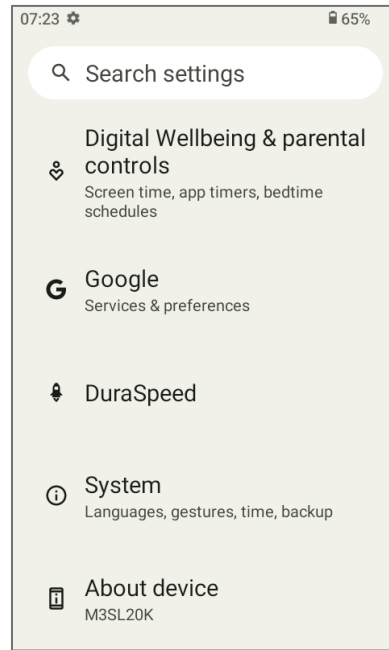 07:23 65%
Search settings
Digital Wellbeing & parental
controls
Screen time, app timers, bedtime
schedules
Google
Services & preferences
DuraSpeed
System
Languages, gestures, time, backup
About device
M3SL20K